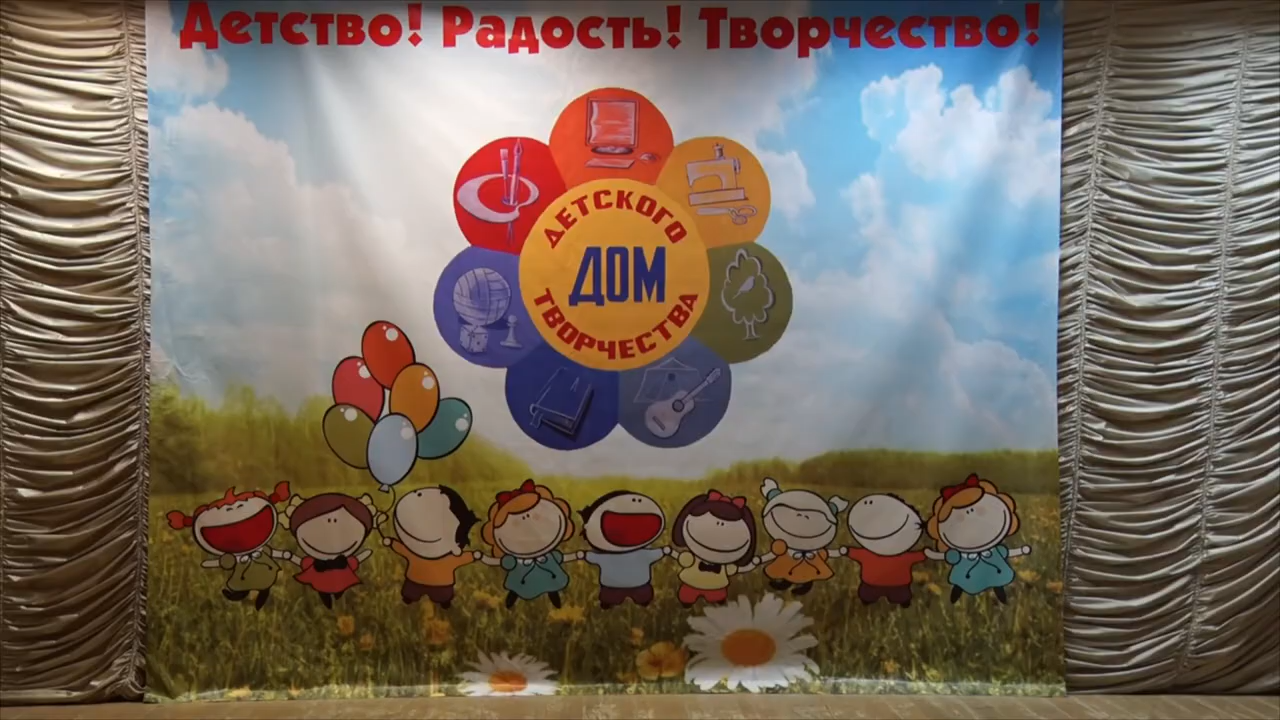 Детство! Радость! Творчество!
ДЕТСКОГО
ДОМ
ТВОРЧЕСТВА